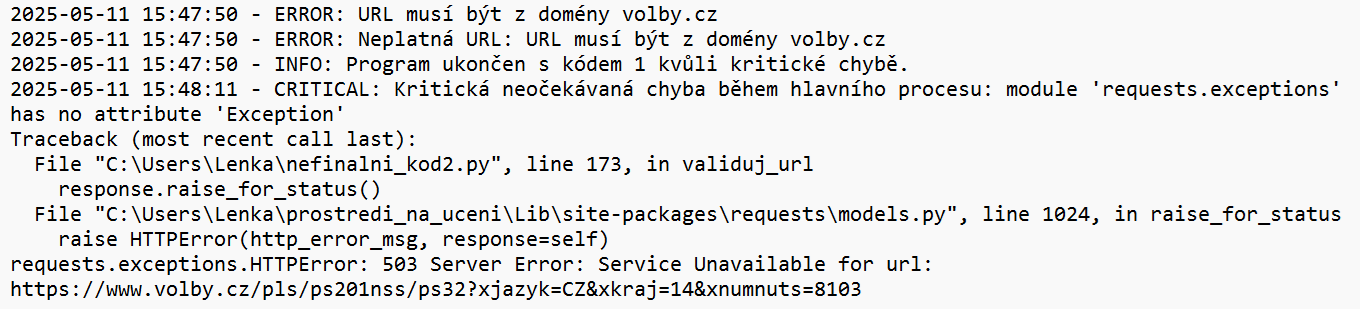 2025-05-11 15:47:50 - ERROR: URL musí být z domény volby.cz
2025-05-11 15:47:50 - ERROR: Neplatná URL: URL musí být z domény volby.cz
2025-05-11 15:47:50 - INFO: Program ukončen s kódem 1 kvůli kritické chybě.
2025-05-11 15:48:11 - CRITICAL: Kritická neočekávaná chyba během hlavního procesu: module 'requests.exceptions'
has no attribute 'Exception'
Traceback (most recent call last):
  File "C:\Users\Lenka\nefinalni_kod2.py", line 173, in validuj_url
    response.raise_for_status()
  File "C:\Users\Lenka\prostredi_na_uceni\Lib\site-packages\requests\models.py", line 1024, in raise_for_status
    raise HTTPError(http_error_msg, response=self)
requests.exceptions.HTTPError: 503 Server Error: Service Unavailable for url:
https://www.volby.cz/pls/ps201nss/ps32?xjazyk=CZ&xkraj=14&xnumnuts=8103